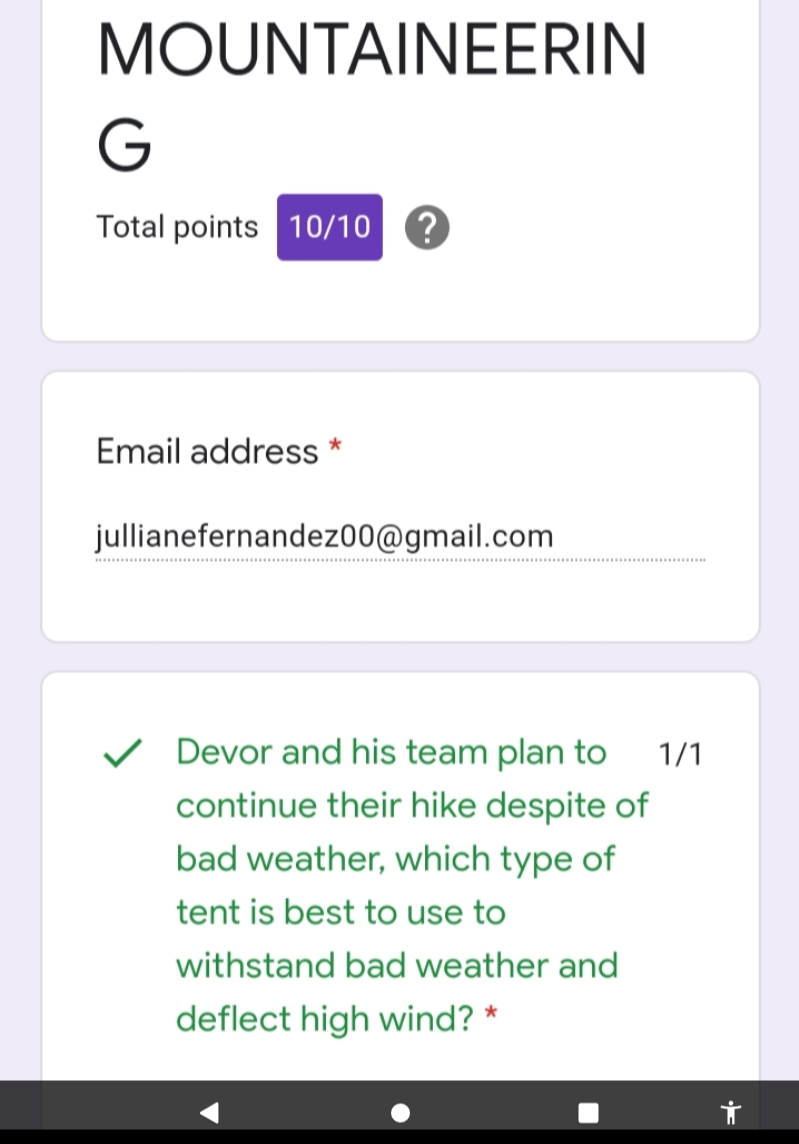 MOUNTAINEERIN
G
Total points 10/10 ?
Email address *
jullianefernandez00@gmail.com
Devor and his team plan to 1/1
continue their hike despite of
bad weather, which type of
tent is best to use to
withstand bad weather and
deflect high wind? *